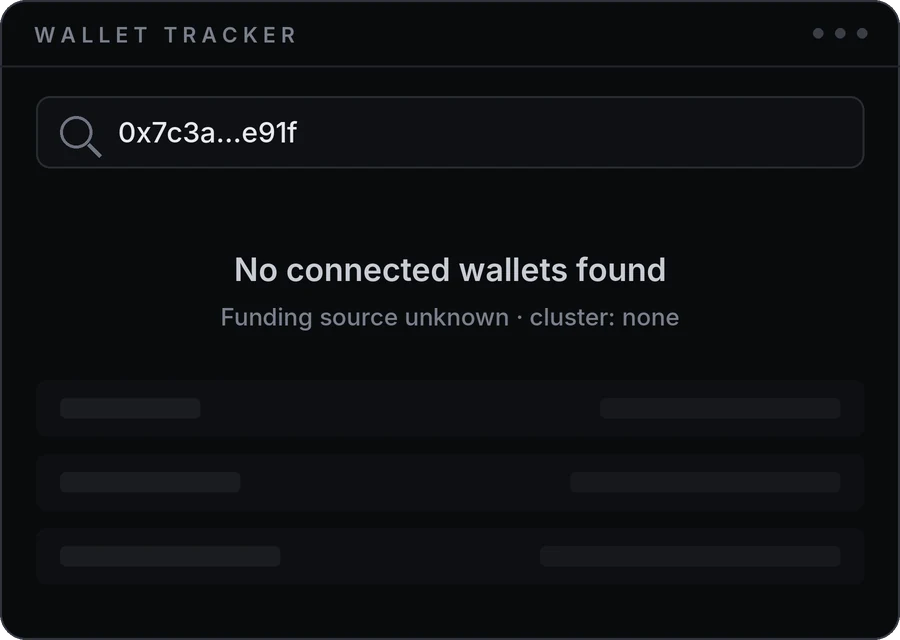 WALLET TRACKER
0x7c3a...e91f
No connected wallets found
Funding source unknown · cluster: none